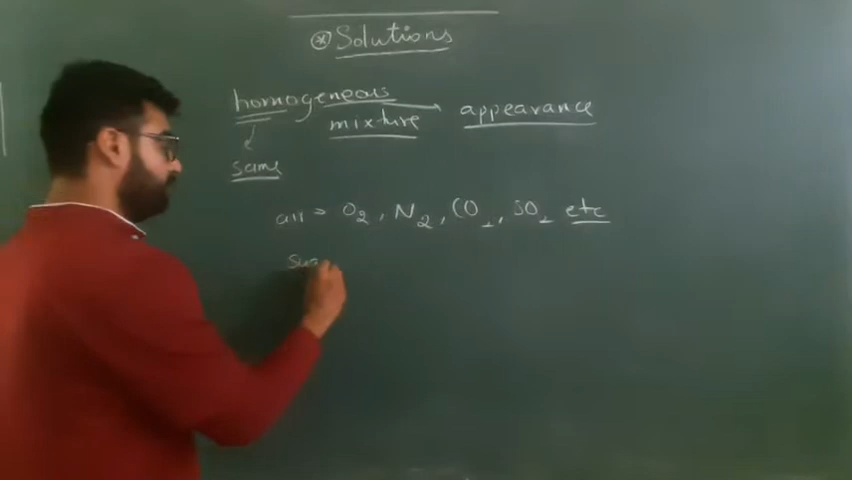 ⊛ Solutions
homogeneous
mixture → appearance
same
air → O₂, N₂, CO₂, SO₂ etc